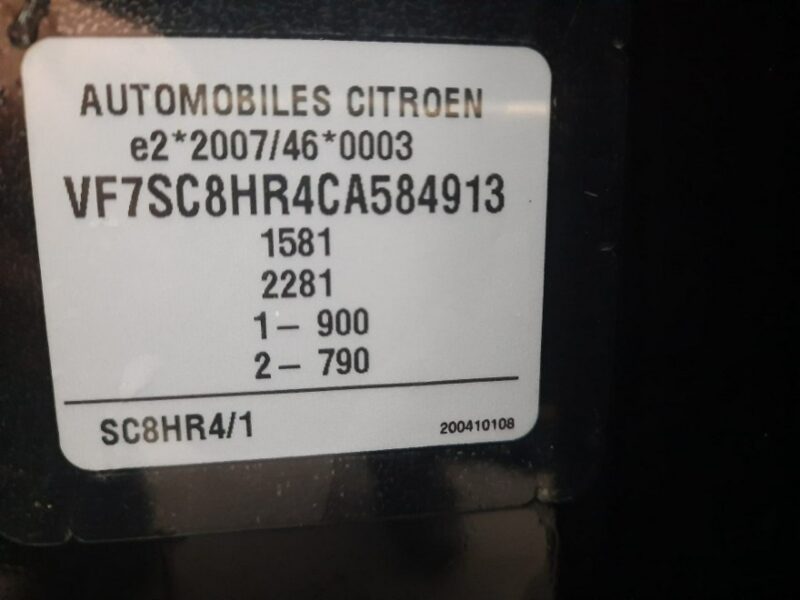 AUTOMOBILES CITROEN
e2*2007/46*0003
VF7SC8HR4CA584913
1581
2281
1– 900
2– 790
SC8HR4/1 200410108